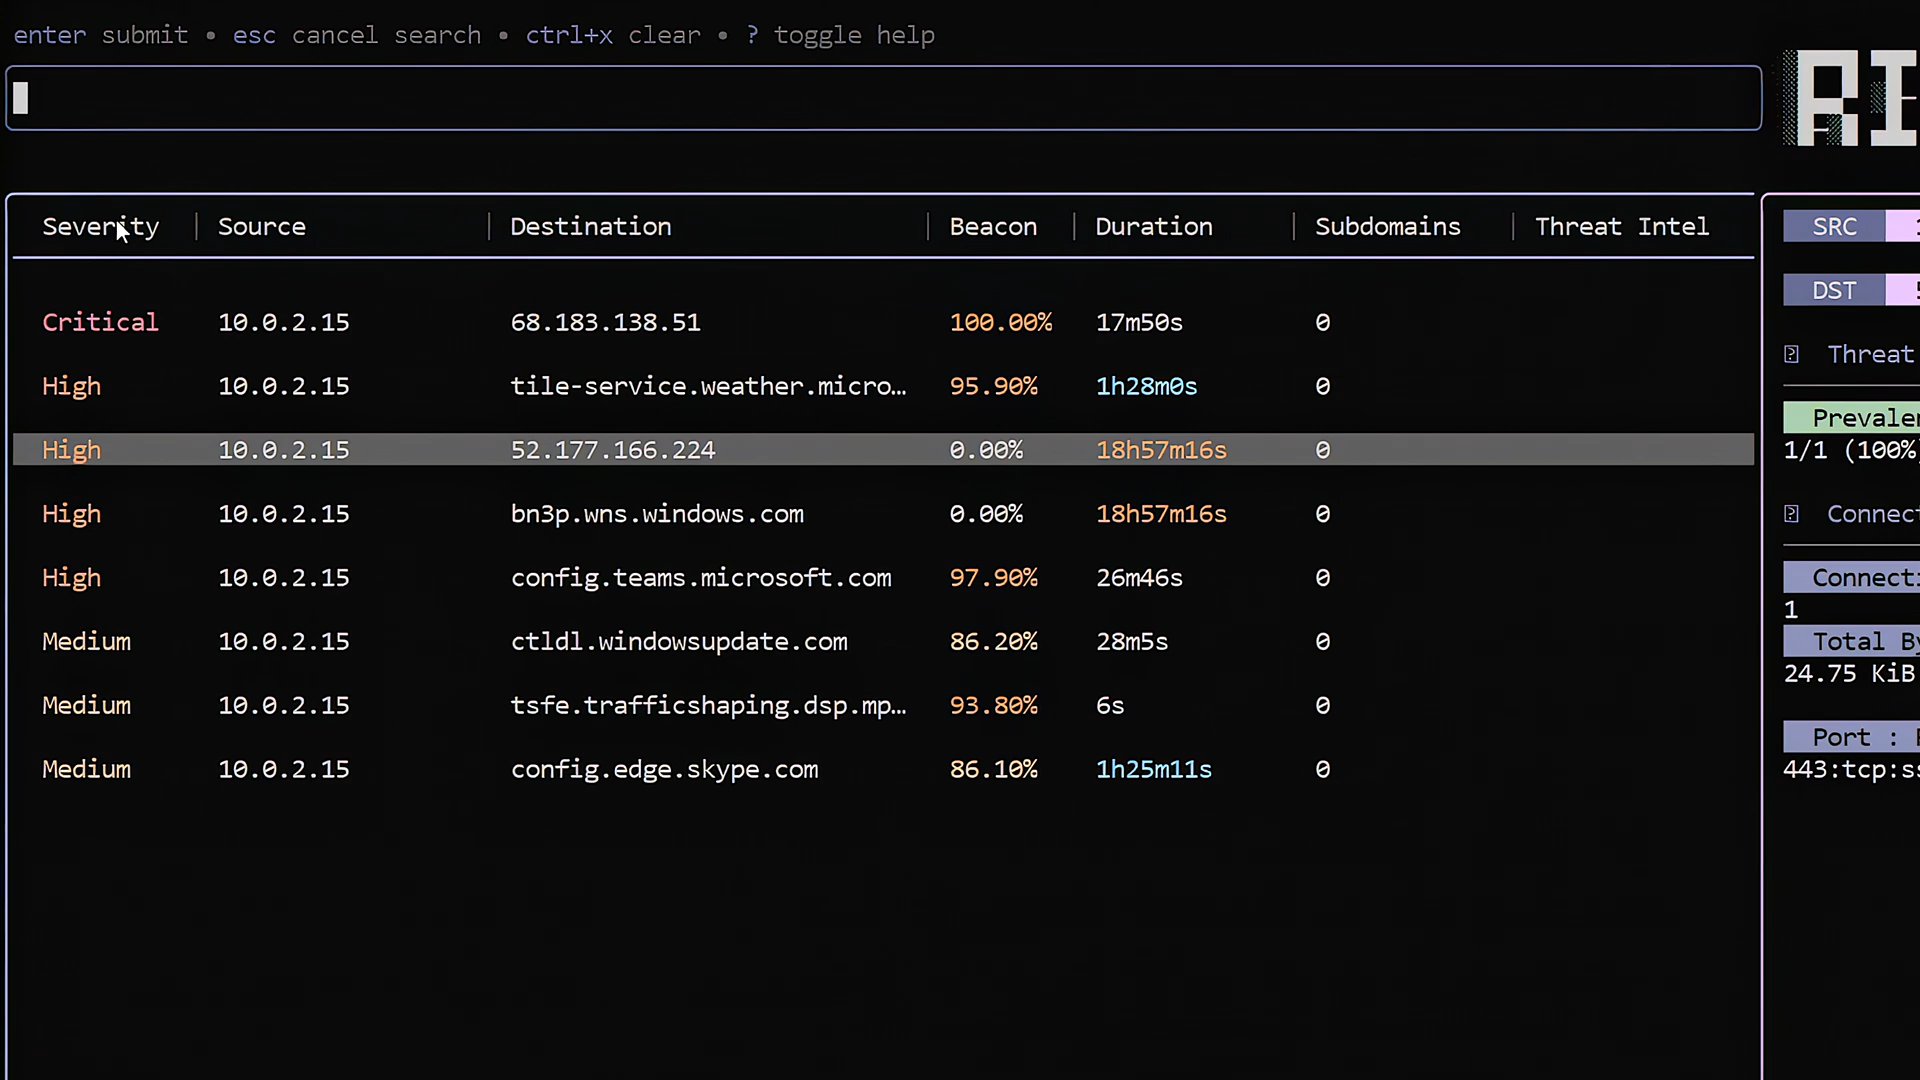 enter submit • esc cancel search • ctrl+x clear • ? toggle help
RI
Severity | Source | Destination | Beacon | Duration | Subdomains | Threat Intel
Critical 10.0.2.15 68.183.138.51 100.00% 17m50s 0
High 10.0.2.15 tile-service.weather.micro… 95.90% 1h28m0s 0
High 10.0.2.15 52.177.166.224 0.00% 18h57m16s 0
High 10.0.2.15 bn3p.wns.windows.com 0.00% 18h57m16s 0
High 10.0.2.15 config.teams.microsoft.com 97.90% 26m46s 0
Medium 10.0.2.15 ctldl.windowsupdate.com 86.20% 28m5s 0
Medium 10.0.2.15 tsfe.trafficshaping.dsp.mp… 93.80% 6s 0
Medium 10.0.2.15 config.edge.skype.com 86.10% 1h25m11s 0
SRC
DST
Threat
Prevalen
1/1 (100%)
Connect
Connecti
1
Total By
24.75 KiB
Port :
443:tcp:ss